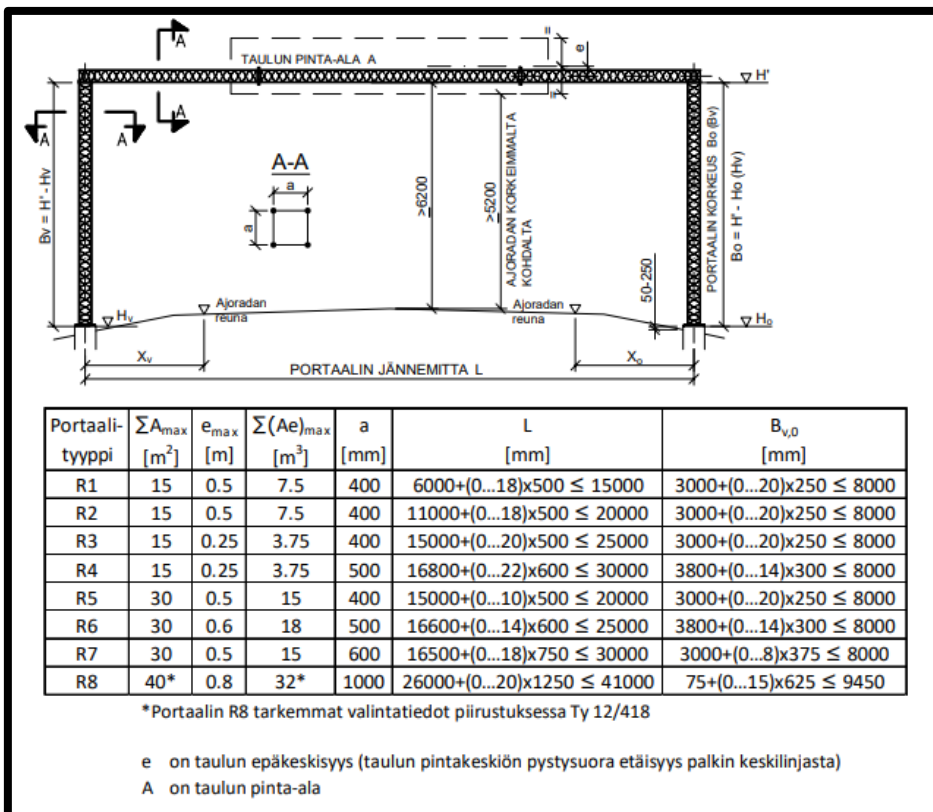 A
A
TAULUN PINTA-ALA A
=
=
e
H'
A
A
A-A
a
a
Bv = H' - Hv
≥6200
≥5200
AJORADAN KORKEIMMALTA
KOHDALTA
PORTAALIN KORKEUS Bo (Bv)
Bo = H' - Ho (Hv)
50-250
Hv
Ajoradan
reuna
Ajoradan
reuna
Ho
Xv
Xo
PORTAALIN JÄNNEMITTA L
Portaali- ∑Amax emax ∑(Ae)max a L Bv,0
tyyppi [m²] [m] [m³] [mm] [mm] [mm]
R1 15 0.5 7.5 400 6000+(0...18)x500 ≤ 15000 3000+(0...20)x250 ≤ 8000
R2 15 0.5 7.5 400 11000+(0...18)x500 ≤ 20000 3000+(0...20)x250 ≤ 8000
R3 15 0.25 3.75 400 15000+(0...20)x500 ≤ 25000 3000+(0...20)x250 ≤ 8000
R4 15 0.25 3.75 500 16800+(0...22)x600 ≤ 30000 3800+(0...14)x300 ≤ 8000
R5 30 0.5 15 400 15000+(0...10)x500 ≤ 20000 3000+(0...20)x250 ≤ 8000
R6 30 0.6 18 500 16600+(0...14)x600 ≤ 25000 3800+(0...14)x300 ≤ 8000
R7 30 0.5 15 600 16500+(0...18)x750 ≤ 30000 3000+(0...8)x375 ≤ 8000
R8 40* 0.8 32* 1000 26000+(0...20)x1250 ≤ 41000 75+(0...15)x625 ≤ 9450
*Portaalin R8 tarkemmat valintatiedot piirustuksessa Ty 12/418
e on taulun epäkeskisyys (taulun pintakeskiön pystysuora etäisyys palkin keskilinjasta)
A on taulun pinta-ala